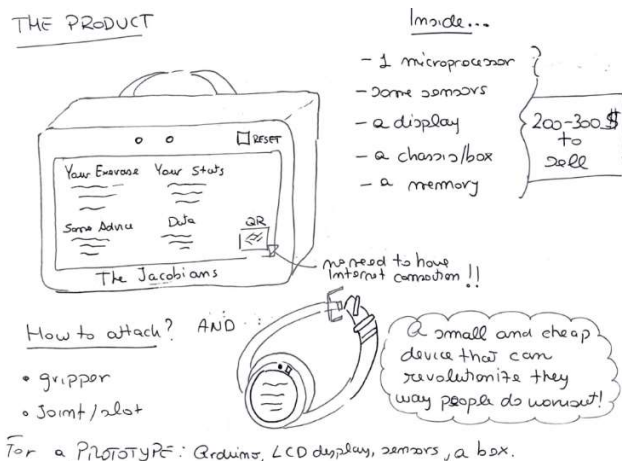 THE PRODUCT
Inside...
- 1 microprocessor
- some sensors
- a display
- a chassis/box
- a memory
200-300 $
to
sell
RESET
Your Exercise Your Stats
Some Advice Data QR
The Jacobians
no need to have
Internet connection !!
How to attach? AND
• gripper
• Joint/slot
a small and cheap
device that can
revolutionize they
way people do workout!
For a PROTOTYPE: Arduino, LCD display, sensors, a box.